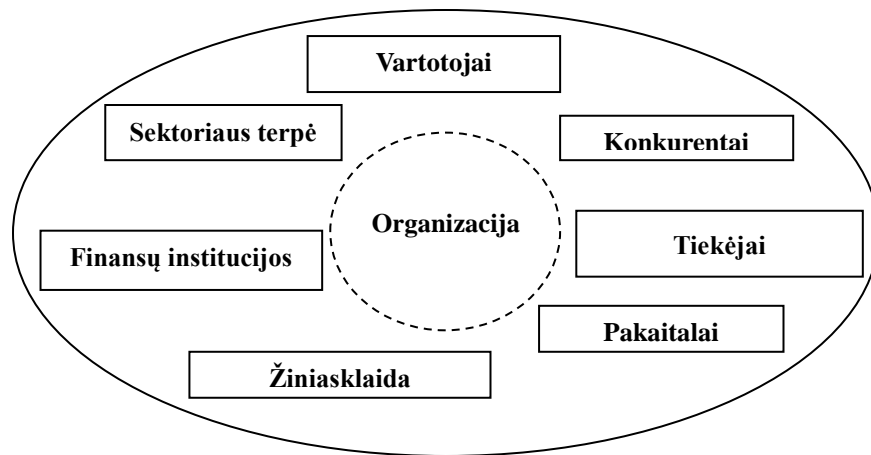 Vartotojai
Sektoriaus terpė
Konkurentai
Organizacija
Tiekėjai
Finansų institucijos
Pakaitalai
Žiniasklaida